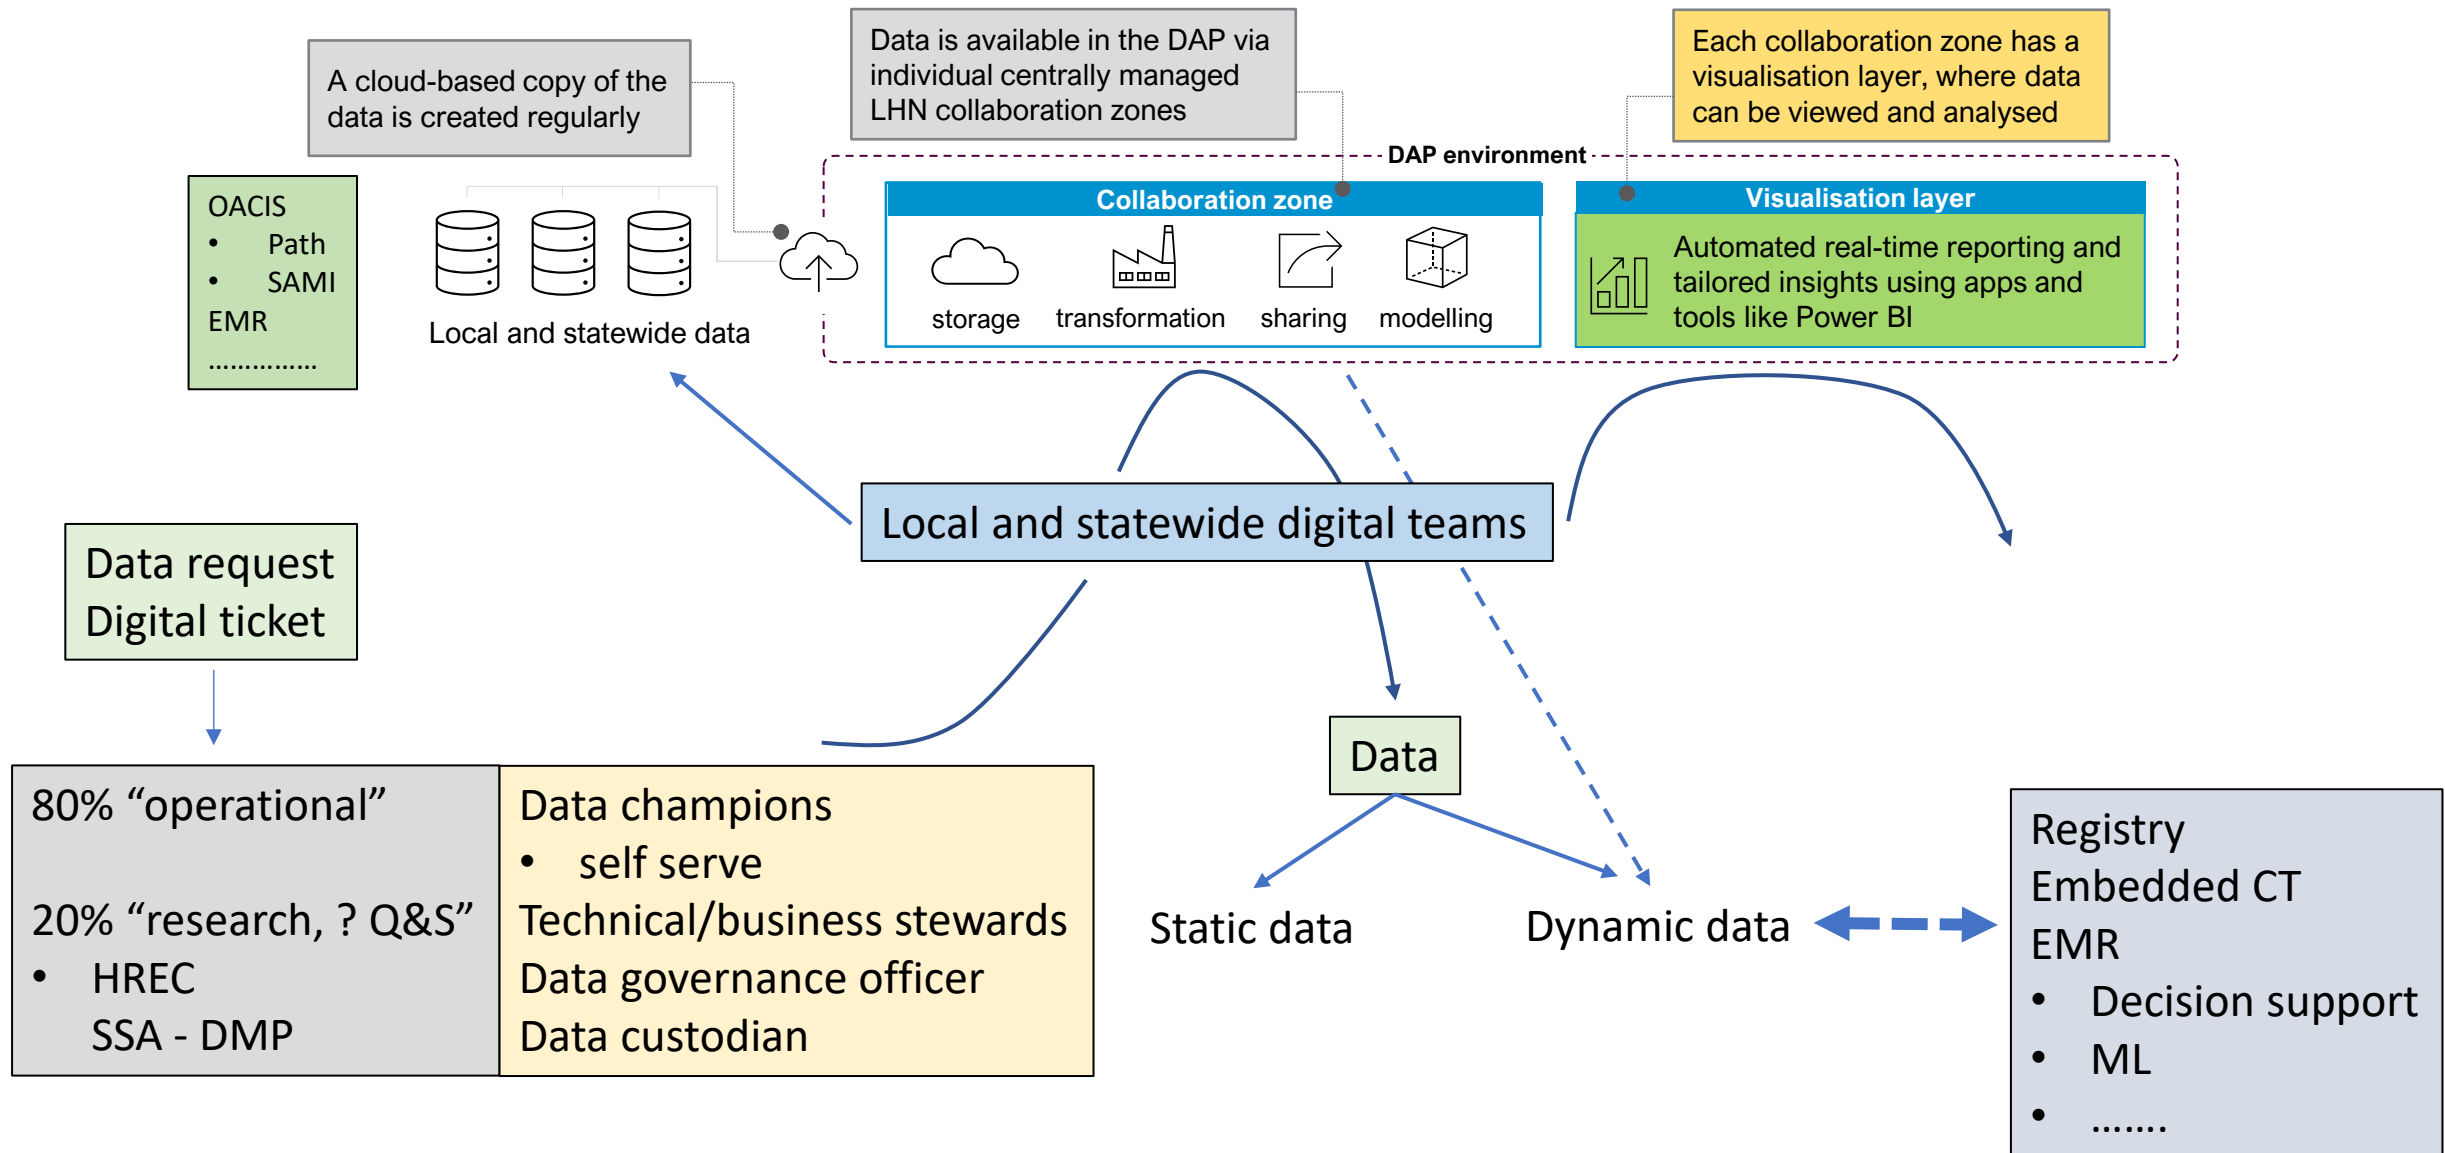 A cloud-based copy of the
data is created regularly
Data is available in the DAP via
individual centrally managed
LHN collaboration zones
Each collaboration zone has a
visualisation layer, where data
can be viewed and analysed
DAP environment
OACIS
• Path
• SAMI
EMR
...............
Local and statewide data
Collaboration zone
storage
transformation
sharing
modelling
Visualisation layer
Automated real-time reporting and
tailored insights using apps and
tools like Power BI
Local and statewide digital teams
Data request
Digital ticket
80% “operational”
20% “research, ? Q&S”
• HREC
SSA - DMP
Data champions
• self serve
Technical/business stewards
Data governance officer
Data custodian
Data
Static data
Dynamic data
Registry
Embedded CT
EMR
• Decision support
• ML
• .......